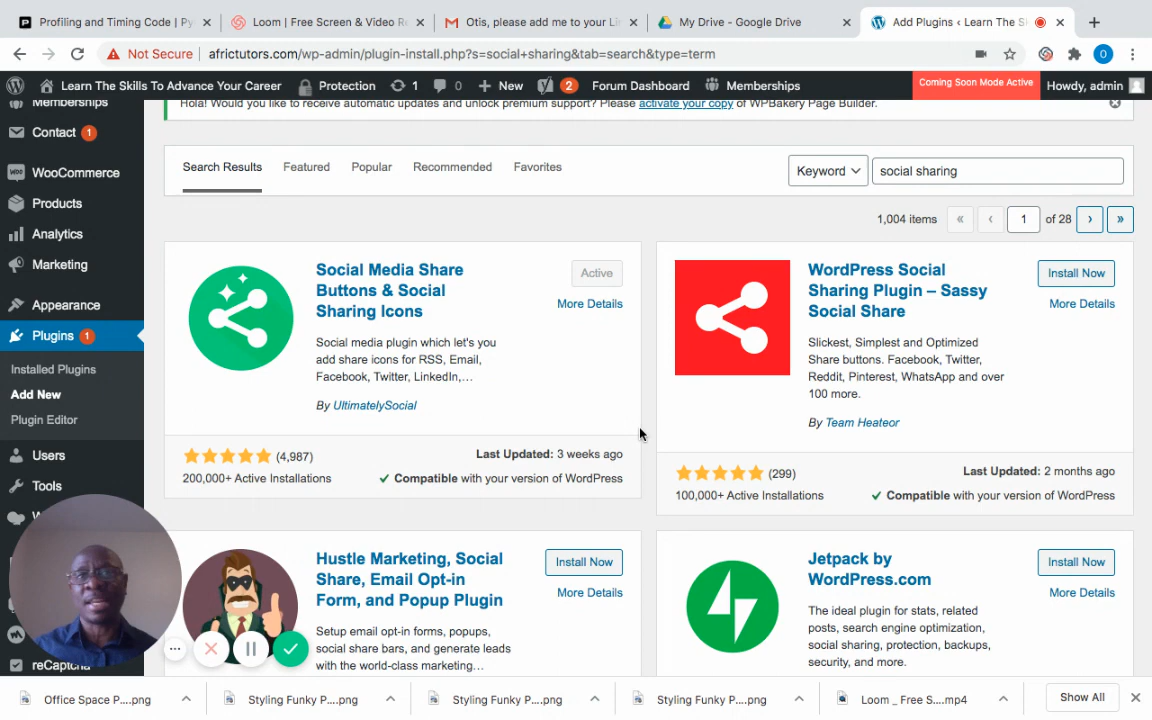 Profiling and Timing Code | Py
Loom | Free Screen & Video Re
Otis, please add me to your Lin
My Drive - Google Drive
Add Plugins ‹ Learn The Sk
Not Secure
africtutors.com/wp-admin/plugin-install.php?s=social+sharing&tab=search&type=term
O
Learn The Skills To Advance Your Career
Protection
1
0
New
2
Forum Dashboard
Memberships
Coming Soon Mode Active
Howdy, admin
Memberships
Contact 1
WooCommerce
Products
Analytics
Marketing
Appearance
Plugins 1
Installed Plugins
Add New
Plugin Editor
Users
Tools
reCaptcha
Hola! Would you like to receive automatic updates and unlock premium support? Please activate your copy of WPBakery Page Builder.
Search Results
Featured
Popular
Recommended
Favorites
Keyword
social sharing
1,004 items
«
‹
1
of 28
›
»
Social Media Share
Buttons & Social
Sharing Icons
Active
More Details
Social media plugin which let's you
add share icons for RSS, Email,
Facebook, Twitter, LinkedIn,…
By UltimatelySocial
(4,987)
200,000+ Active Installations
Last Updated: 3 weeks ago
Compatible with your version of WordPress
WordPress Social
Sharing Plugin – Sassy
Social Share
Install Now
More Details
Slickest, Simplest and Optimized
Share buttons. Facebook, Twitter,
Reddit, Pinterest, WhatsApp and over
100 more.
By Team Heateor
(299)
100,000+ Active Installations
Last Updated: 2 months ago
Compatible with your version of WordPress
Hustle Marketing, Social
Share, Email Opt-in
Form, and Popup Plugin
Install Now
More Details
Setup email opt-in forms, popups,
social share bars, and generate leads
with the world-class marketing…
Jetpack by
WordPress.com
Install Now
More Details
The ideal plugin for stats, related
posts, search engine optimization,
social sharing, protection, backups,
security, and more.
Office Space P....png
Styling Funky P....png
Styling Funky P....png
Styling Funky P....png
Loom _ Free S....mp4
Show All